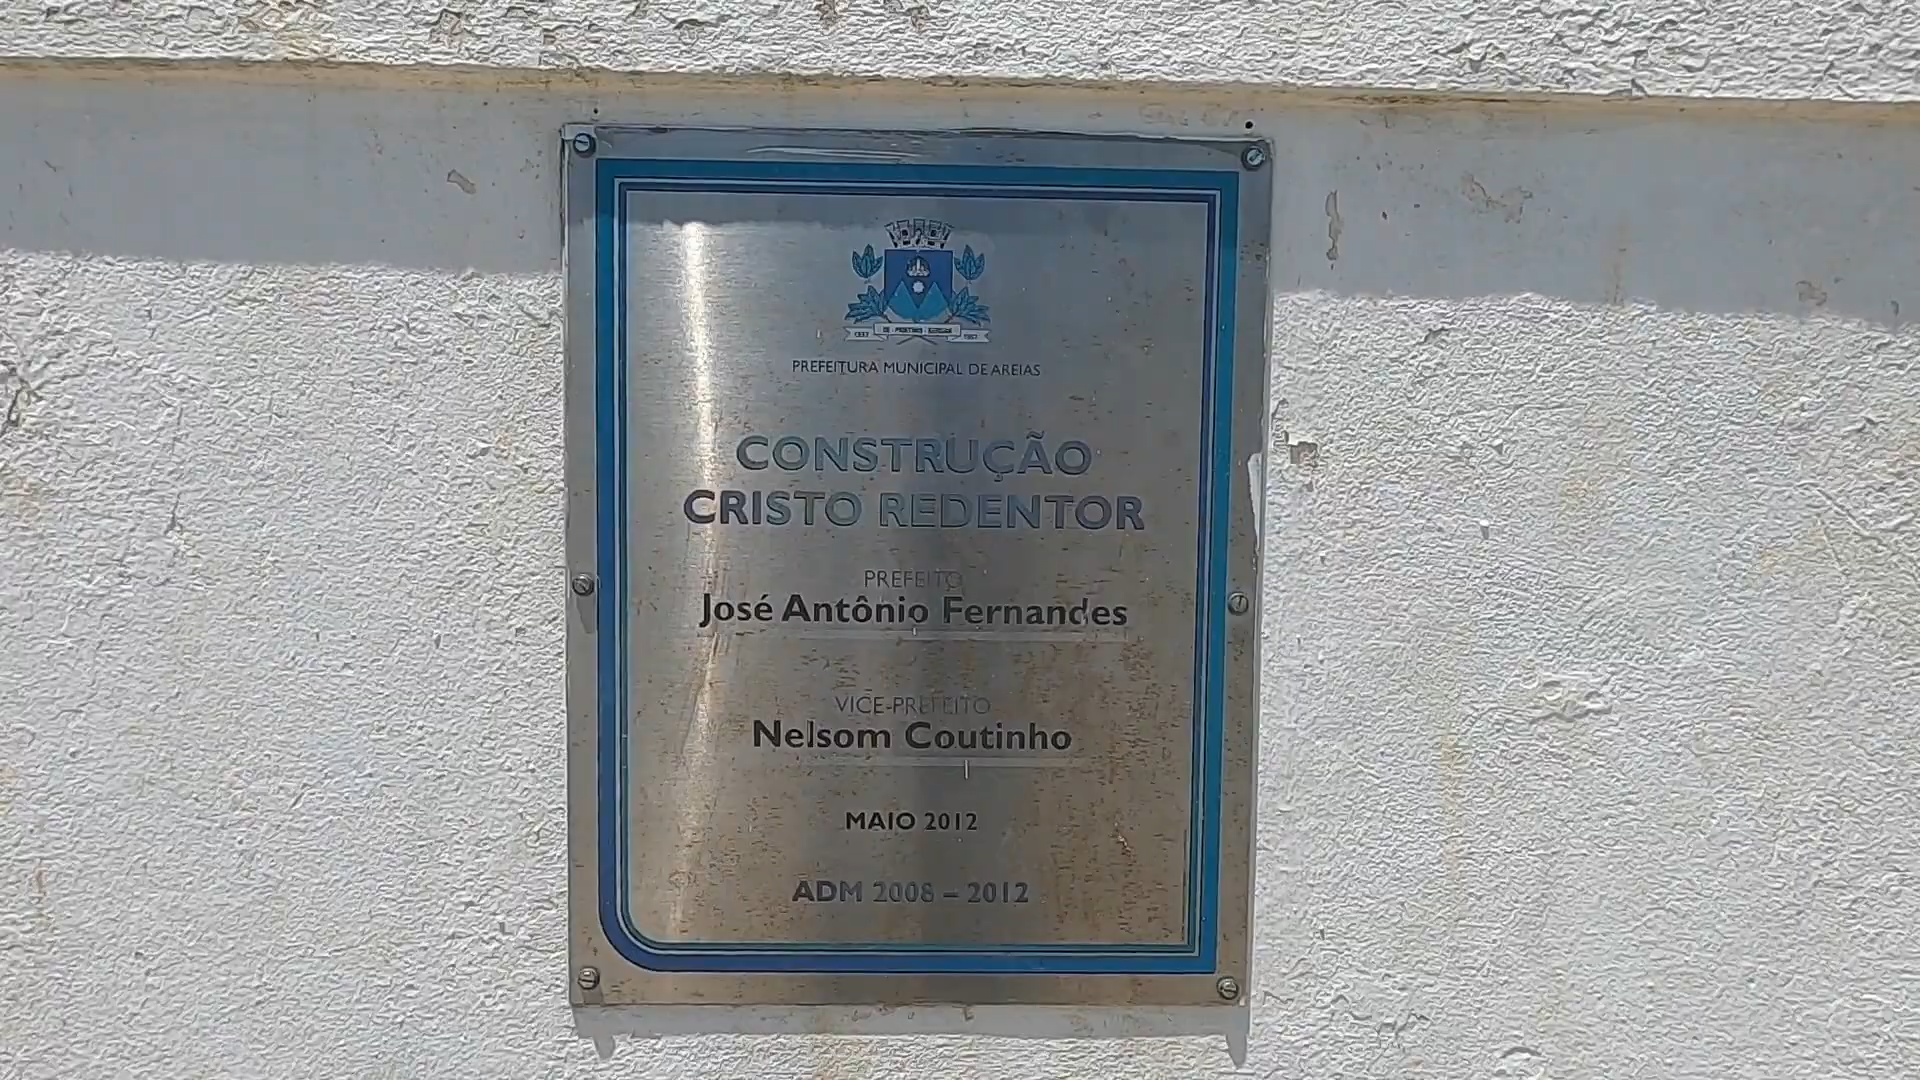 PREFEITURA MUNICIPAL DE AREIAS
CONSTRUÇÃO
CRISTO REDENTOR
PREFEITO
José Antônio Fernandes
VICE-PREFEITO
Nelsom Coutinho
MAIO 2012
ADM 2008 – 2012